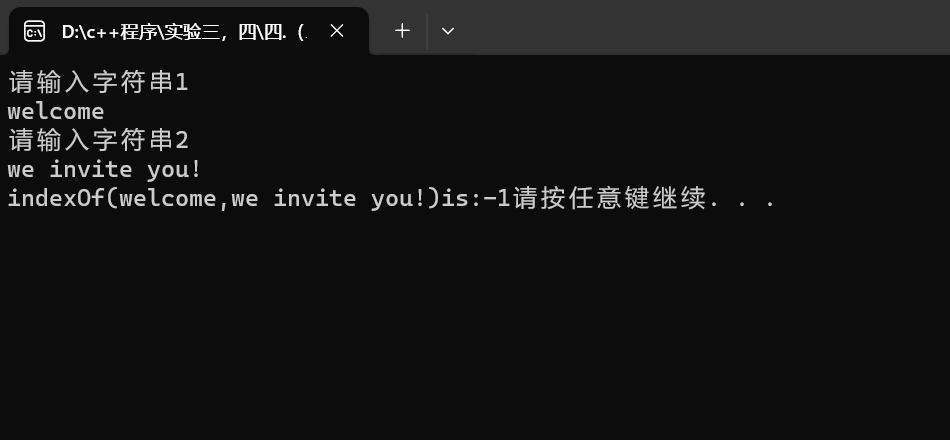 D:\c++程序\实验三，四\四.（.
请输入字符串1
welcome
请输入字符串2
we invite you!
indexOf(welcome,we invite you!)is:-1请按任意键继续. . .